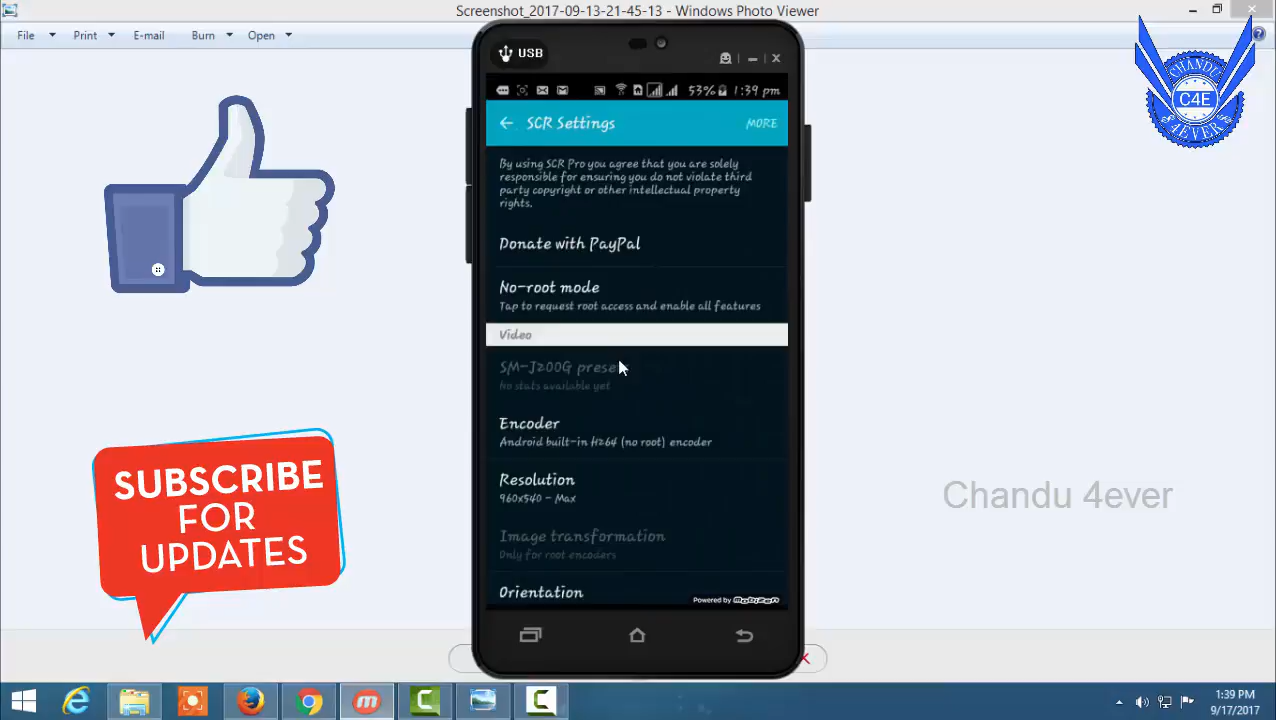 Screenshot_2017-09-13-21-45-13 - Windows Photo Viewer
File Print E-mail Burn Open
USB
53% 1:39 pm
SCR Settings MORE
By using SCR Pro you agree that you are solely
responsible for ensuring you do not violate third
party copyright or other intellectual property
rights.
Donate with PayPal
No-root mode
Tap to request root access and enable all features
Video
SM-J200G
No stats available yet
Encoder
Android built-in H264 (no root) encoder
Resolution
960x540 - Max
Image transformation
Only for root encoders
Orientation
Powered by Mobizen
CHANDU
C4E
4EVER
SUBSCRIBE
FOR
UPDATES
Chandu 4ever
1:39 PM
9/17/2017